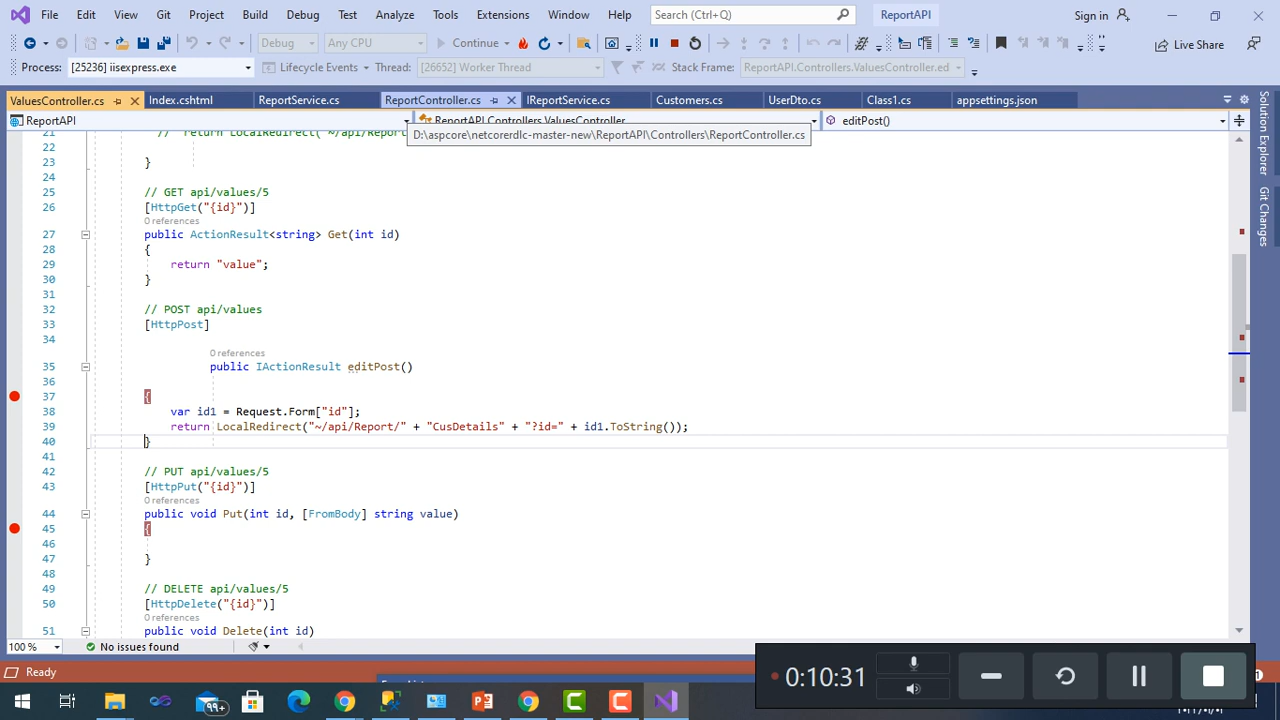 File Edit View Git Project Build Debug Test Analyze Tools Extensions Window Help Search (Ctrl+Q) ReportAPI Sign in
Debug Any CPU Continue Live Share
Process: [25236] iisexpress.exe Lifecycle Events Thread: [26652] Worker Thread Stack Frame: ReportAPI.Controllers.ValuesController.ed
ValuesController.cs Index.cshtml ReportService.cs ReportController.cs IReportService.cs Customers.cs UserDto.cs Class1.cs appsettings.json
ReportAPI ReportAPI.Controllers.ValuesController editPost()
D:\aspcore\netcorerdlc-master-new\ReportAPI\Controllers\ReportController.cs
21 // return LocalRedirect( ~/api/Report
22
23 }
24
25 // GET api/values/5
26 [HttpGet("{id}")]
0 references
27 public ActionResult<string> Get(int id)
28 {
29 return "value";
30 }
31
32 // POST api/values
33 [HttpPost]
34
0 references
35 public IActionResult editPost()
36
37 {
38 var id1 = Request.Form["id"];
39 return LocalRedirect("~/api/Report/" + "CusDetails" + "?id=" + id1.ToString());
40 }
41
42 // PUT api/values/5
43 [HttpPut("{id}")]
0 references
44 public void Put(int id, [FromBody] string value)
45 {
46
47 }
48
49 // DELETE api/values/5
50 [HttpDelete("{id}")]
0 references
51 public void Delete(int id)
100 % No issues found
Ready
0:10:31
99+
Solution Explorer
Git Changes